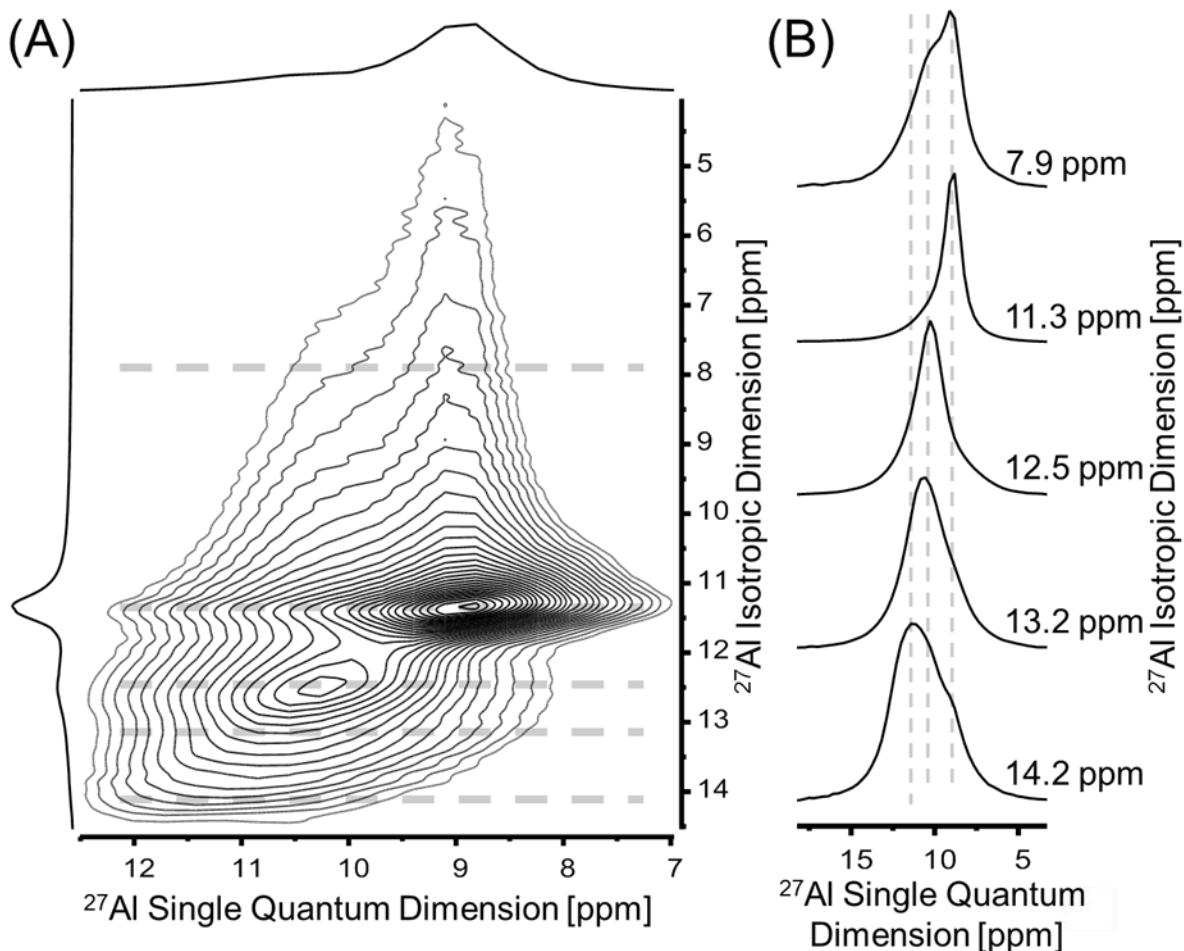 (A)
5
6
7
8
9
10
11
12
13
14
²⁷Al Isotropic Dimension [ppm]
12
11
10
9
8
7
²⁷Al Single Quantum Dimension [ppm]
(B)
7.9 ppm
11.3 ppm
12.5 ppm
13.2 ppm
14.2 ppm
²⁷Al Isotropic Dimension [ppm]
15
10
5
²⁷Al Single Quantum
Dimension [ppm]